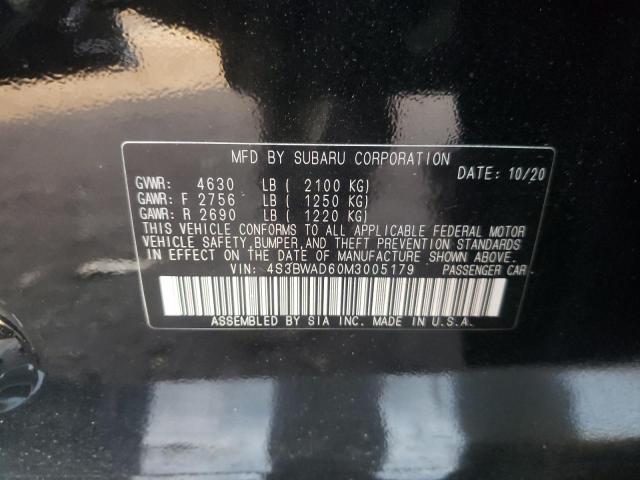 MFD BY SUBARU CORPORATION
DATE: 10/20
GVWR: 4630 LB ( 2100 KG)
GAWR: F 2756 LB ( 1250 KG)
GAWR: R 2690 LB ( 1220 KG)
THIS VEHICLE CONFORMS TO ALL APPLICABLE FEDERAL MOTOR
VEHICLE SAFETY, BUMPER, AND THEFT PREVENTION STANDARDS
IN EFFECT ON THE DATE OF MANUFACTURE SHOWN ABOVE.
VIN: 4S3BWAD60M3005179 PASSENGER CAR
ASSEMBLED BY SIA INC. MADE IN U.S.A.